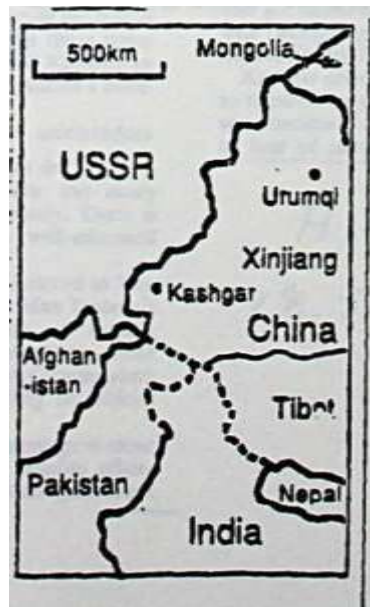 500km
Mongolia
USSR
Urumqi
Xinjiang
Kashgar
China
Afghan
-istan
Tibet
Pakistan
Nepal
India